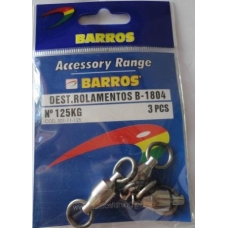 BARROS
Accessory Range
BARROS
DEST.ROLAMENTOS B-1804
Nº 125KG
3 PCS